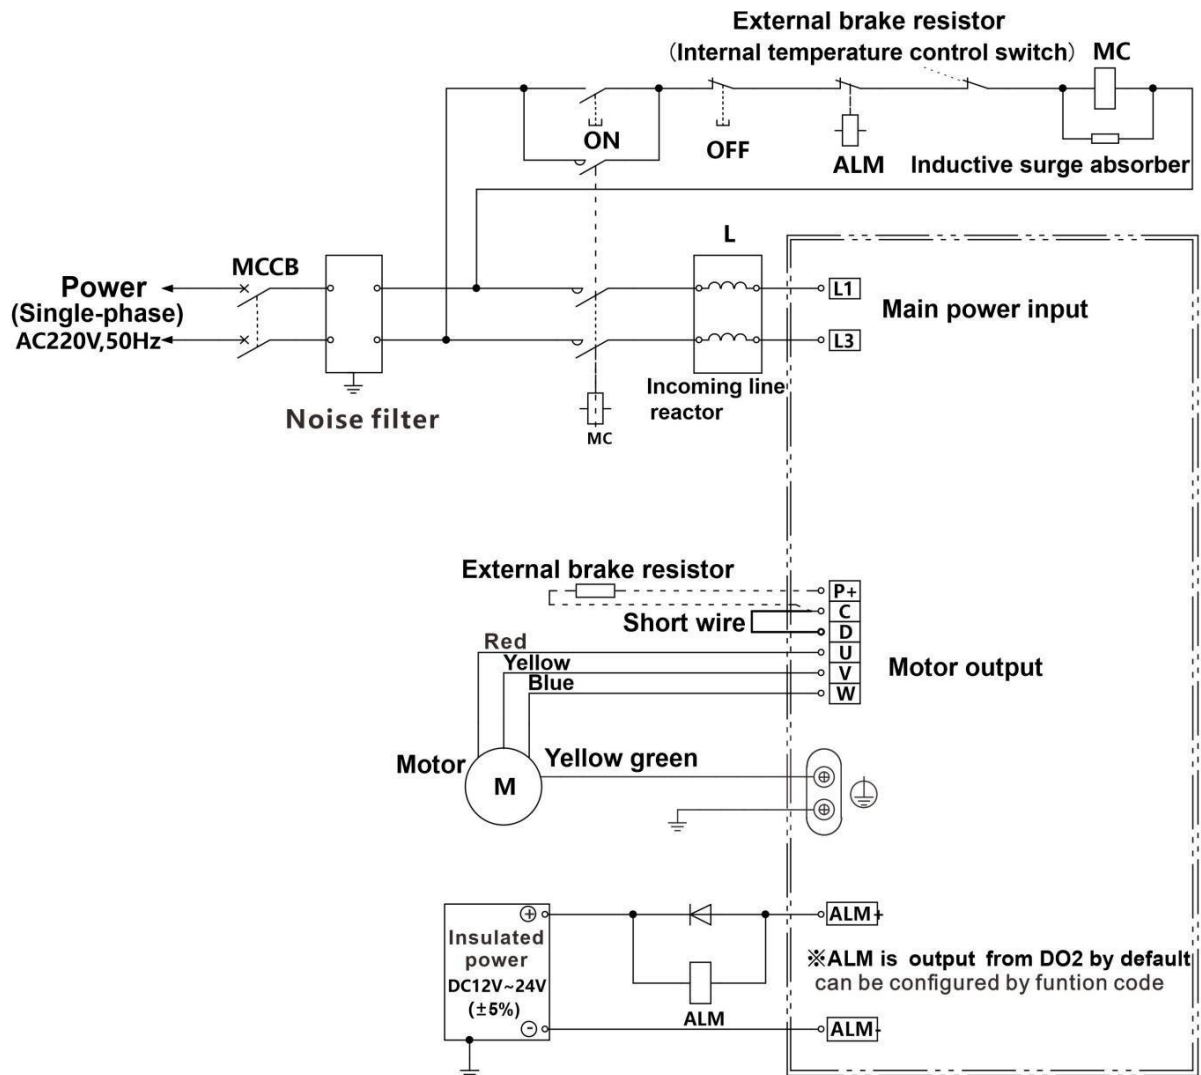 External brake resistor
(Internal temperature control switch)
MC
ON
OFF
ALM
Inductive surge absorber
L
MCCB
Power
(Single-phase)
AC220V,50Hz
L1
L3
Main power input
Noise filter
MC
Incoming line
reactor
External brake resistor
P+
C
Short wire
D
Red
U
Yellow
V
Blue
W
Motor output
Motor
M
Yellow green
Insulated
power
DC12V~24V
(±5%)
ALM
ALM+
※ALM is output from DO2 by default
can be configured by funtion code
ALM-